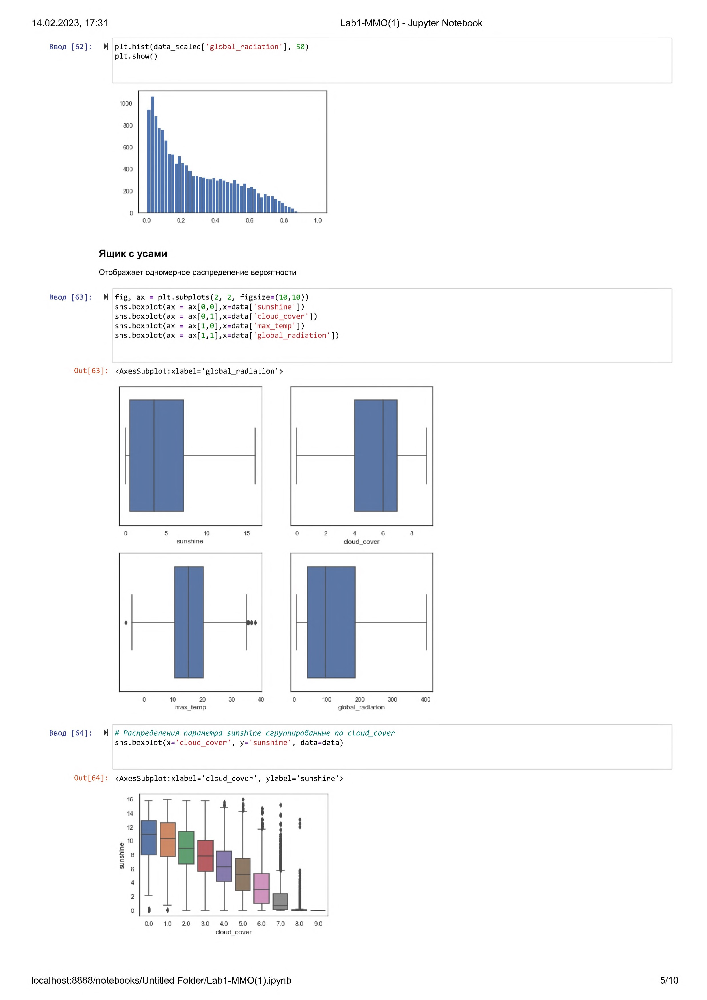 14.02.2023, 17:31 Lab1-MMO(1) - Jupyter Notebook
Ввод [62]: plt.hist(data_scaled['global_radiation'], 50)
plt.show()
1000
800
600
400
200
0
0.0 0.2 0.4 0.6 0.8 1.0
Ящик с усами
Отображает одномерное распределение вероятности
Ввод [63]: fig, ax = plt.subplots(2, 2, figsize=(10,10))
sns.boxplot(ax = ax[0,0],x=data['sunshine'])
sns.boxplot(ax = ax[0,1],x=data['cloud_cover'])
sns.boxplot(ax = ax[1,0],x=data['max_temp'])
sns.boxplot(ax = ax[1,1],x=data['global_radiation'])
Out[63]: <AxesSubplot:xlabel='global_radiation'>
0 5 10 15
sunshine
0 2 4 6 8
cloud_cover
0 10 20 30 40
max_temp
0 100 200 300 400
global_radiation
Ввод [64]: # Распределения параметра sunshine сгруппированные по cloud_cover
sns.boxplot(x='cloud_cover', y='sunshine', data=data)
Out[64]: <AxesSubplot:xlabel='cloud_cover', ylabel='sunshine'>
16
14
12
10
8
6
4
2
0
sunshine
0.0 1.0 2.0 3.0 4.0 5.0 6.0 7.0 8.0 9.0
cloud_cover
localhost:8888/notebooks/Untitled Folder/Lab1-MMO(1).ipynb 5/10